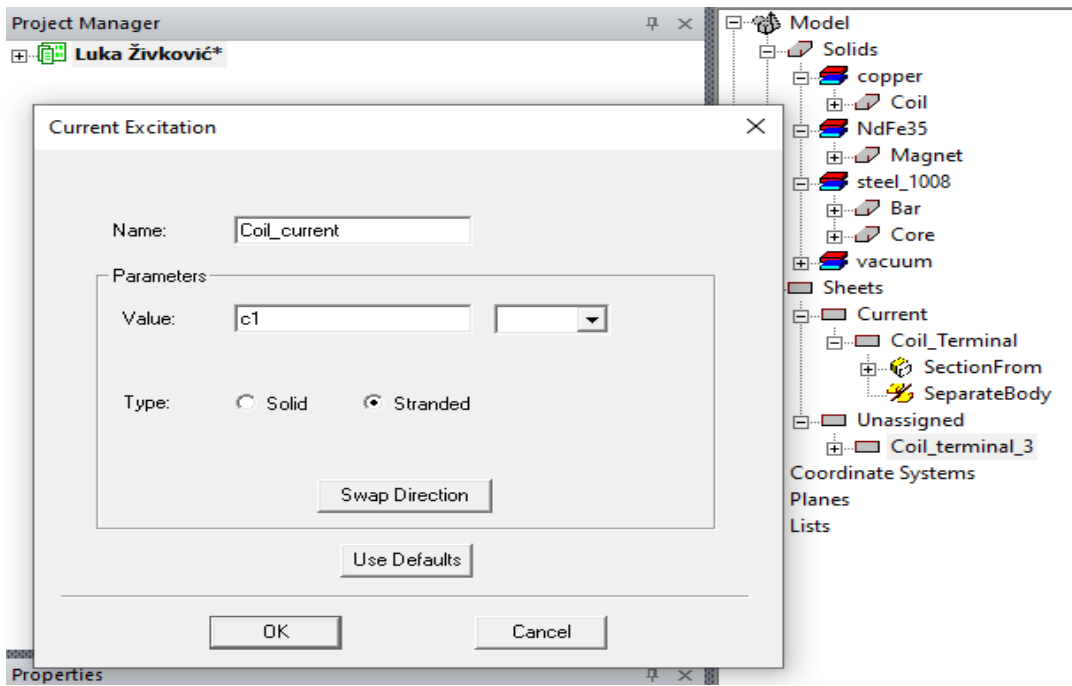 Project Manager
Luka Živković*
Current Excitation
Name:
Coil_current
Parameters
Value:
c1
Type:
Solid
Stranded
Swap Direction
Use Defaults
OK
Cancel
Properties
Model
Solids
copper
Coil
NdFe35
Magnet
steel_1008
Bar
Core
vacuum
Sheets
Current
Coil_Terminal
SectionFrom
SeparateBody
Unassigned
Coil_terminal_3
Coordinate Systems
Planes
Lists